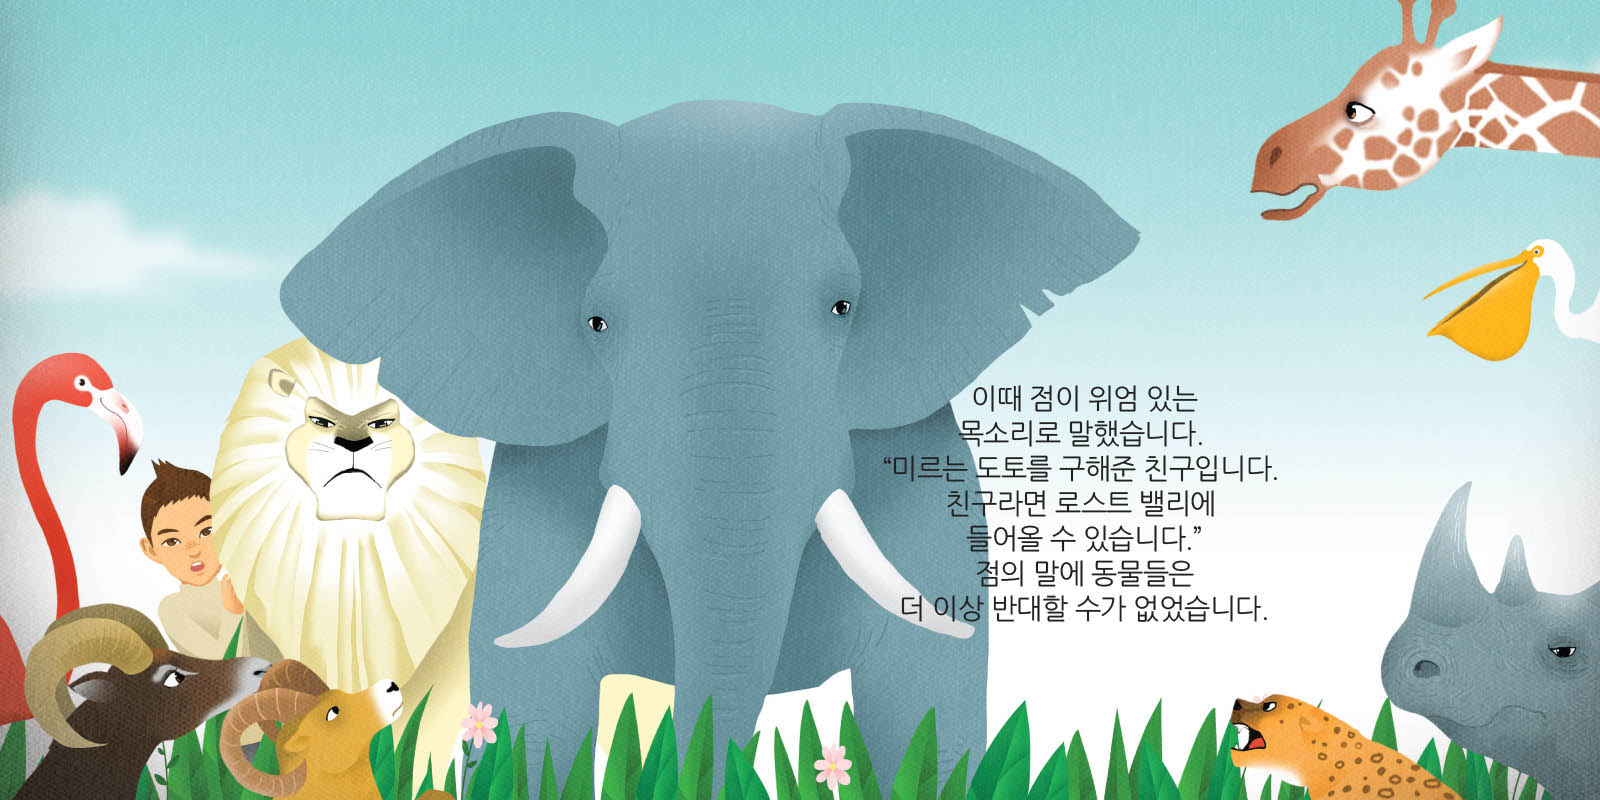 이때 점이 위엄 있는
목소리로 말했습니다.
“미르는 도토를 구해준 친구입니다.
친구라면 로스트 밸리에
들어올 수 있습니다.”
점의 말에 동물들은
더 이상 반대할 수가 없었습니다.